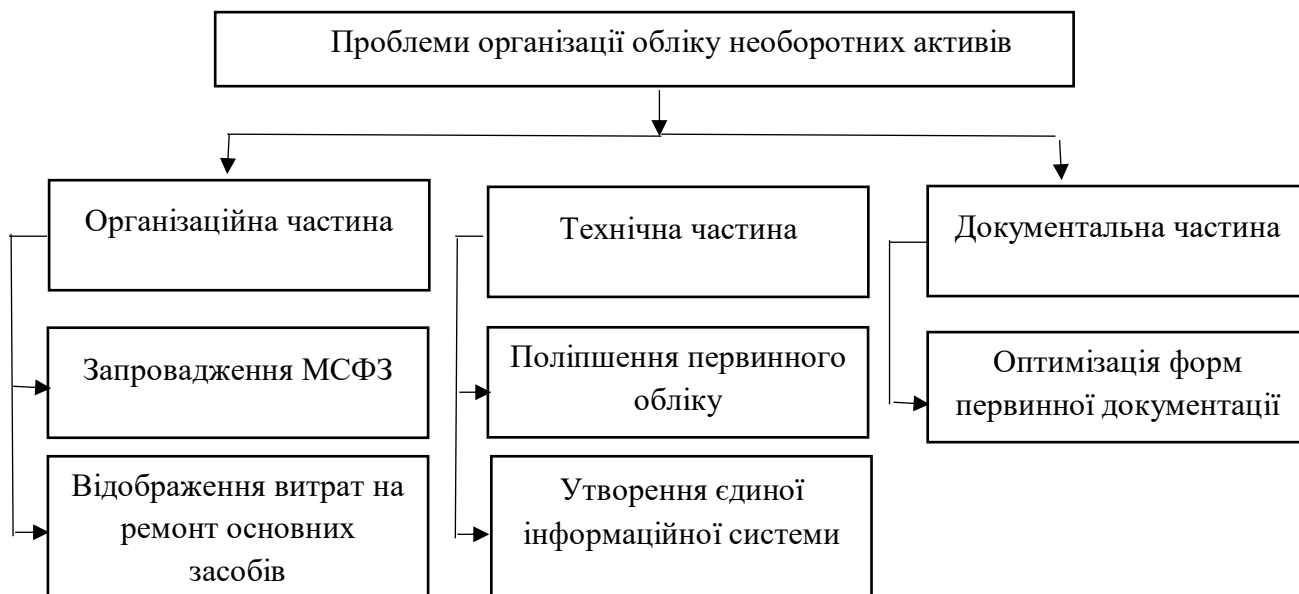 Проблеми організації обліку необоротних активів
Організаційна частина
Технічна частина
Документальна частина
Запровадження МСФЗ
Поліпшення первинного
обліку
Оптимізація форм
первинної документації
Відображення витрат на
ремонт основних
засобів
Утворення єдиної
інформаційної системи